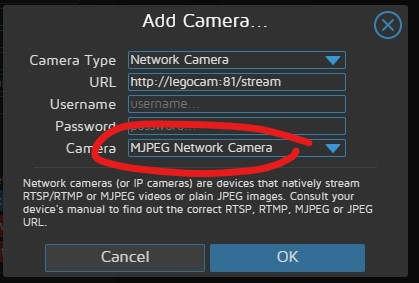 Add Camera...
Camera Type Network Camera
URL http://legocam:81/stream
Username username...
Password password...
Camera MJPEG Network Camera
Network cameras (or IP cameras) are devices that natively stream
RTSP/RTMP or MJPEG videos or plain JPEG images. Consult your
device's manual to find out the correct RTSP, RTMP, MJPEG or JPEG
URL.
Cancel OK